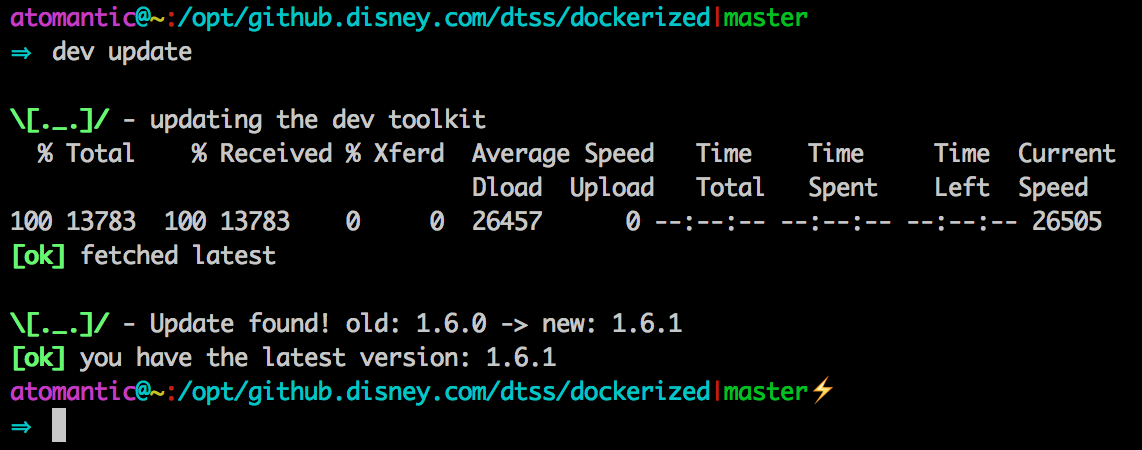 atomantic@~:/opt/github.disney.com/dtss/dockerized|master
⇒ dev update
\[._.]/ - updating the dev toolkit
% Total % Received % Xferd Average Speed Time Time Time Current
Dload Upload Total Spent Left Speed
100 13783 100 13783 0 0 26457 0 --:--:-- --:--:-- --:--:-- 26505
[ok] fetched latest
\[._.]/ - Update found! old: 1.6.0 -> new: 1.6.1
[ok] you have the latest version: 1.6.1
atomantic@~:/opt/github.disney.com/dtss/dockerized|master⚡
⇒